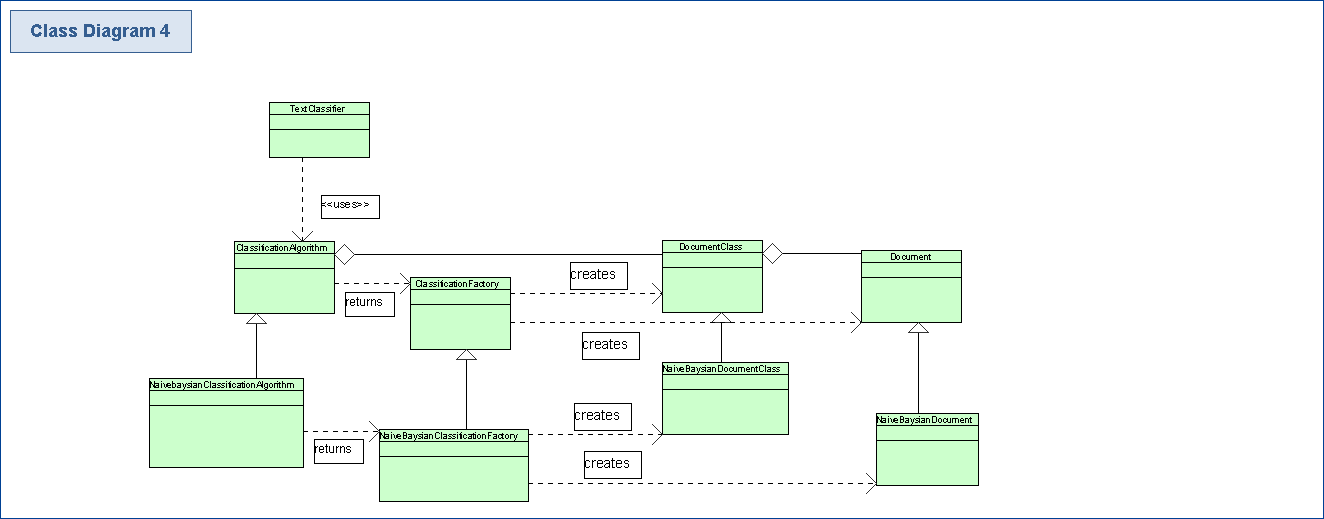 Class Diagram 4
TextClassifier
<<uses>>
ClassificationAlgorithm
DocumentClass
Document
creates
returns
ClassificationFactory
creates
NaivebaysianClassificationAlgorithm
NaiveBaysianDocumentClass
creates
NaiveBaysianDocument
returns
NaiveBaysianClassificationFactory
creates